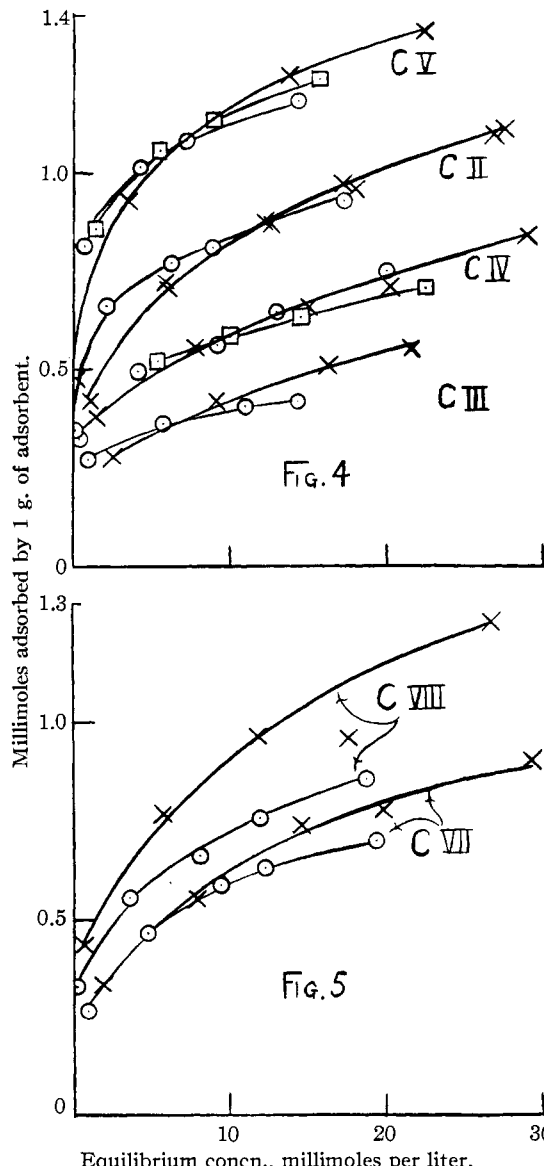 1.4
C V
1.0
C II
C IV
0.5
C III
FIG. 4
0
Millimoles adsorbed by 1 g. of adsorbent.
1.3
C VIII
1.0
C VII
0.5
FIG. 5
0
10
20
30
Equilibrium concn., millimoles per liter.